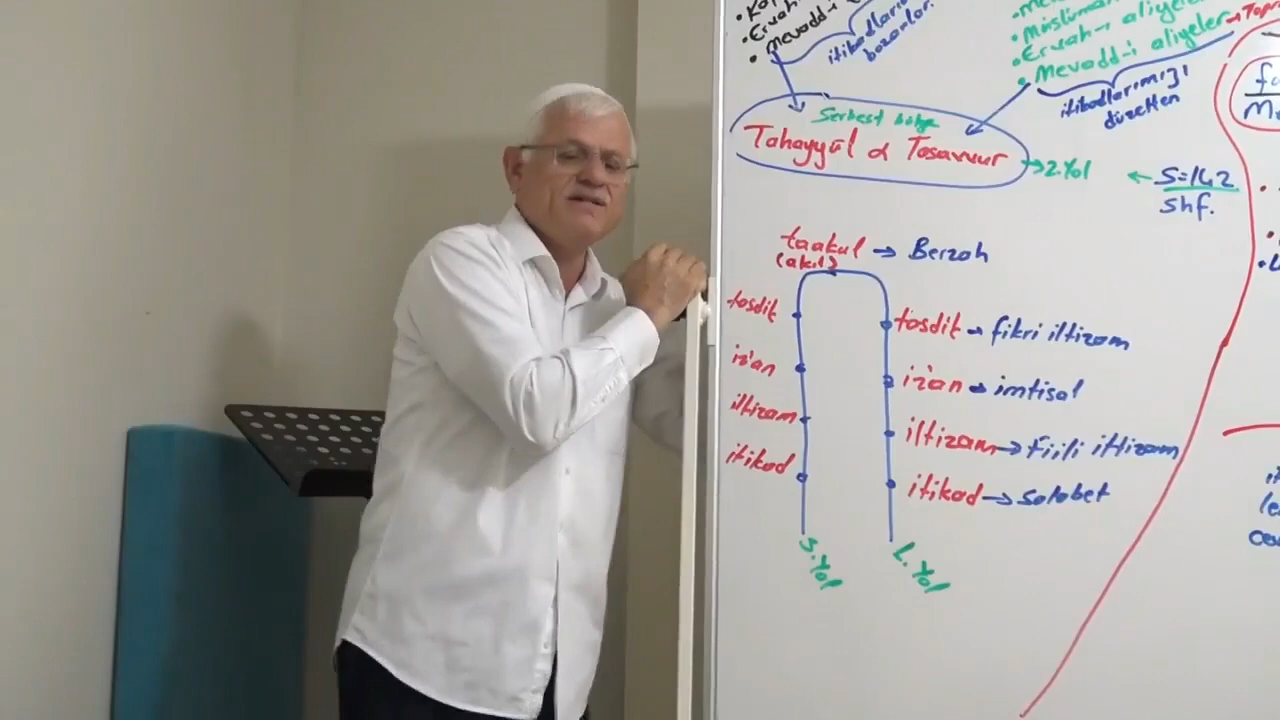 • Ervah-
• Mevadd-i
itikadları
bozanlar.
• Müslüman
• Ervah-ı aliyeler
• Mevadd-i aliyeler →
itikadlarımızı
düzelten
Serbest bölge
Tahayyül & Tasavvur
→ 2.Yol
← S=142
shf.
taakul → Berzah
(akıl)
tasdik
iz'an
iltizam
itikad
tasdik → fikri iltizam
iz'an → imtisal
iltizam → fiili iltizam
itikad → salabet
3. Yol
1. Yol